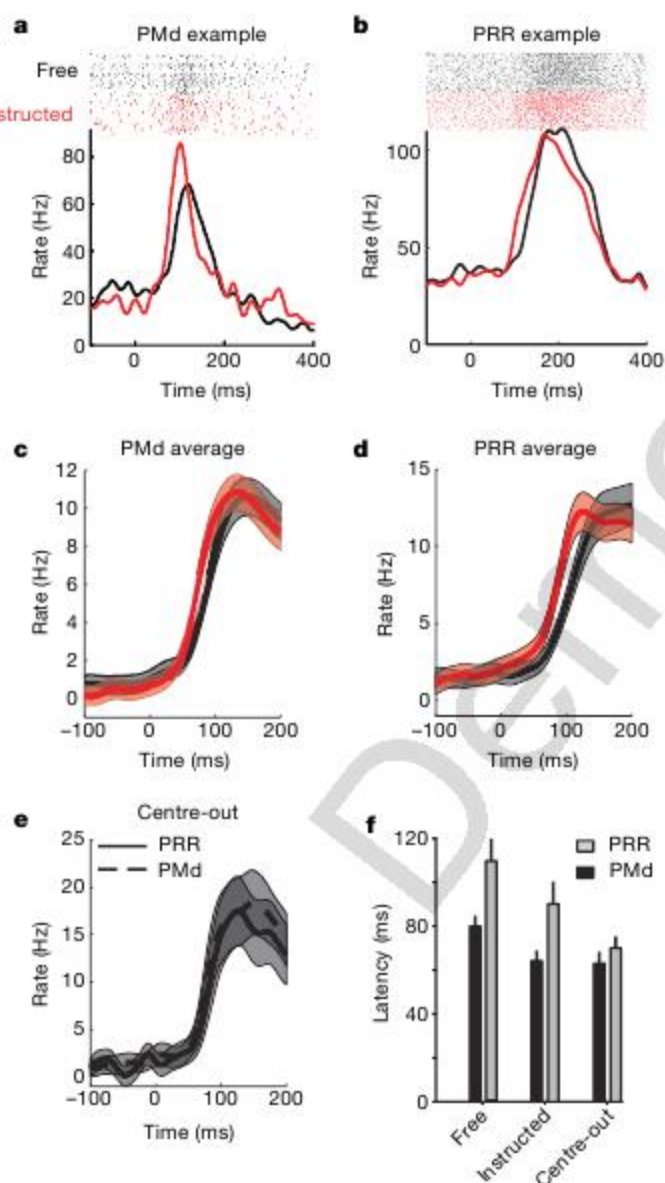 a
PMd example
b
PRR example
Free
structed
80
60
40
20
0
Rate (Hz)
0 200 400
Time (ms)
100
50
0
Rate (Hz)
0 200 400
Time (ms)
c
PMd average
12
10
8
6
4
2
0
Rate (Hz)
−100 0 100 200
Time (ms)
d
PRR average
15
10
5
0
Rate (Hz)
−100 0 100 200
Time (ms)
e
Centre-out
PRR
PMd
25
20
15
10
5
0
Rate (Hz)
−100 0 100 200
Time (ms)
f
PRR
PMd
120
80
40
0
Latency (ms)
Free
Instructed
Centre-out